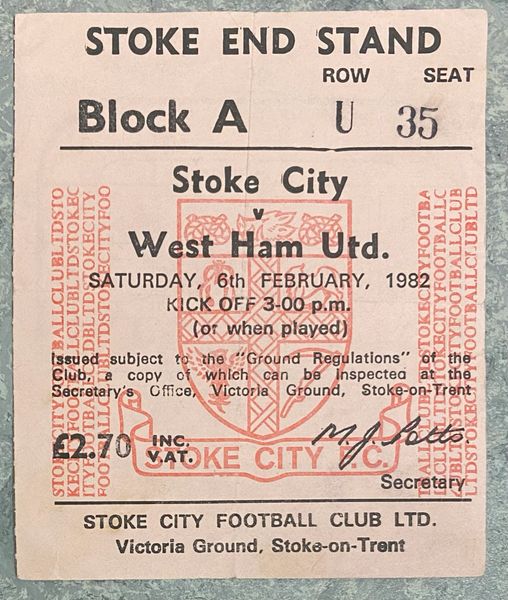 STOKE END STAND
ROW SEAT
Block A U 35
Stoke City
v
West Ham Utd.
SATURDAY, 6th FEBRUARY, 1982
KICK OFF 3-00 p.m.
(or when played)
Issued subject to the "Ground Regulations" of the
Club, a copy of which can be inspected at the
Secretary's Office, Victoria Ground, Stoke-on-Trent
£2.70 INC.
V.A.T.
STOKE CITY F.C.
Secretary
STOKE CITY FOOTBALL CLUB LTD.
Victoria Ground, Stoke-on-Trent